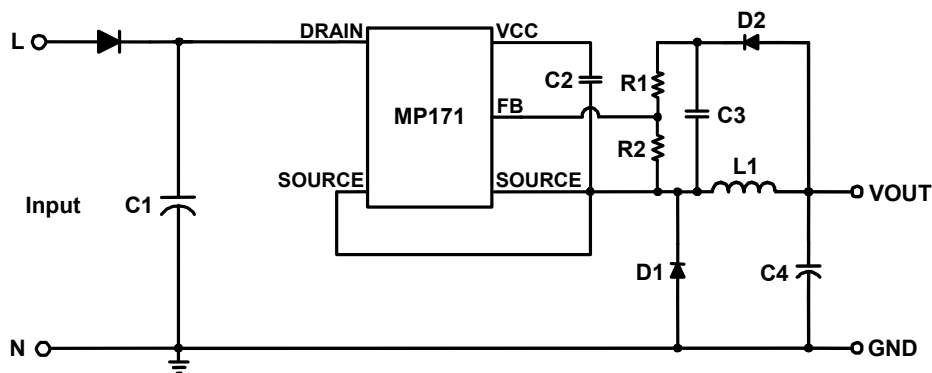 D2
L
DRAIN
VCC
C2
R1
MP171
FB
C3
R2
L1
SOURCE
SOURCE
Input
C1
VOUT
D1
C4
N
GND